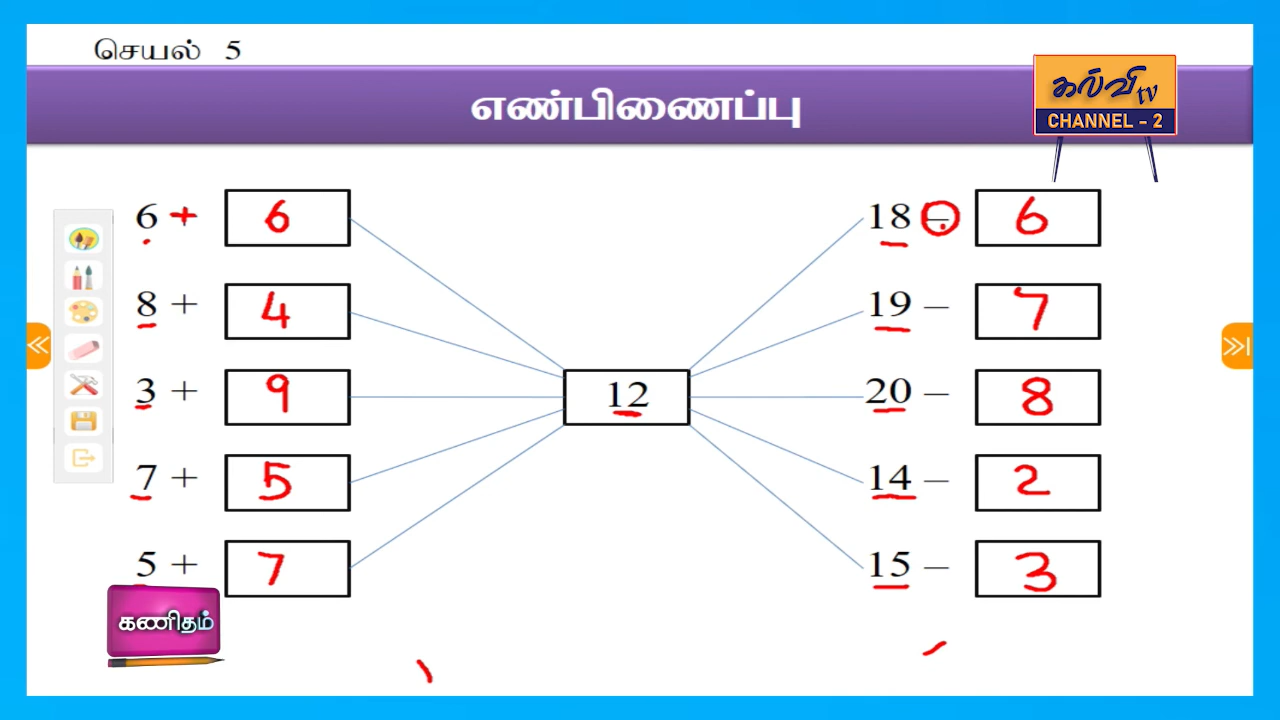 செயல் 5
எண்பிணைப்பு
கல்வி tv
CHANNEL - 2
6 + 6
18 – 6
8 + 4
19 – 7
3 + 9
12
20 – 8
7 + 5
14 – 2
5 + 7
15 – 3
கணிதம்